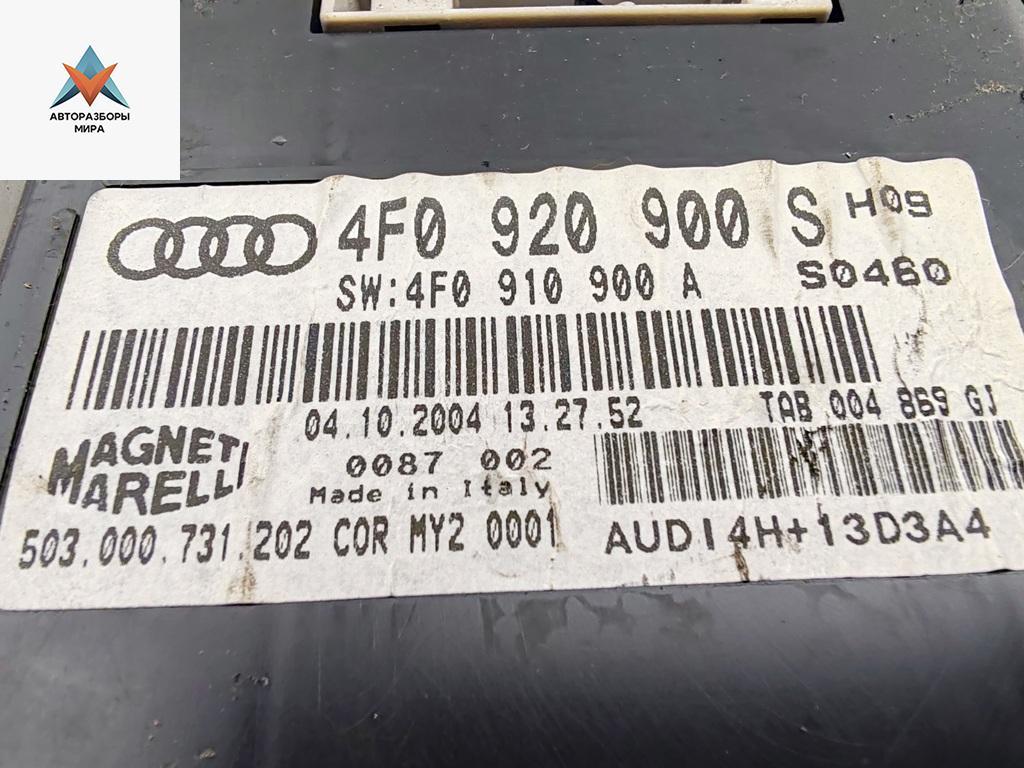 АВТОРАЗБОРЫ
МИРА
4F0 920 900 S H09
SW:4F0 910 900 A S0460
04.10.2004 13.27.52 TAB 004 869 GJ
MAGNETI
MARELLI
0087 002
Made in Italy
503.000.731.202 COR MY2 0001
AUDI4H+13D3A4